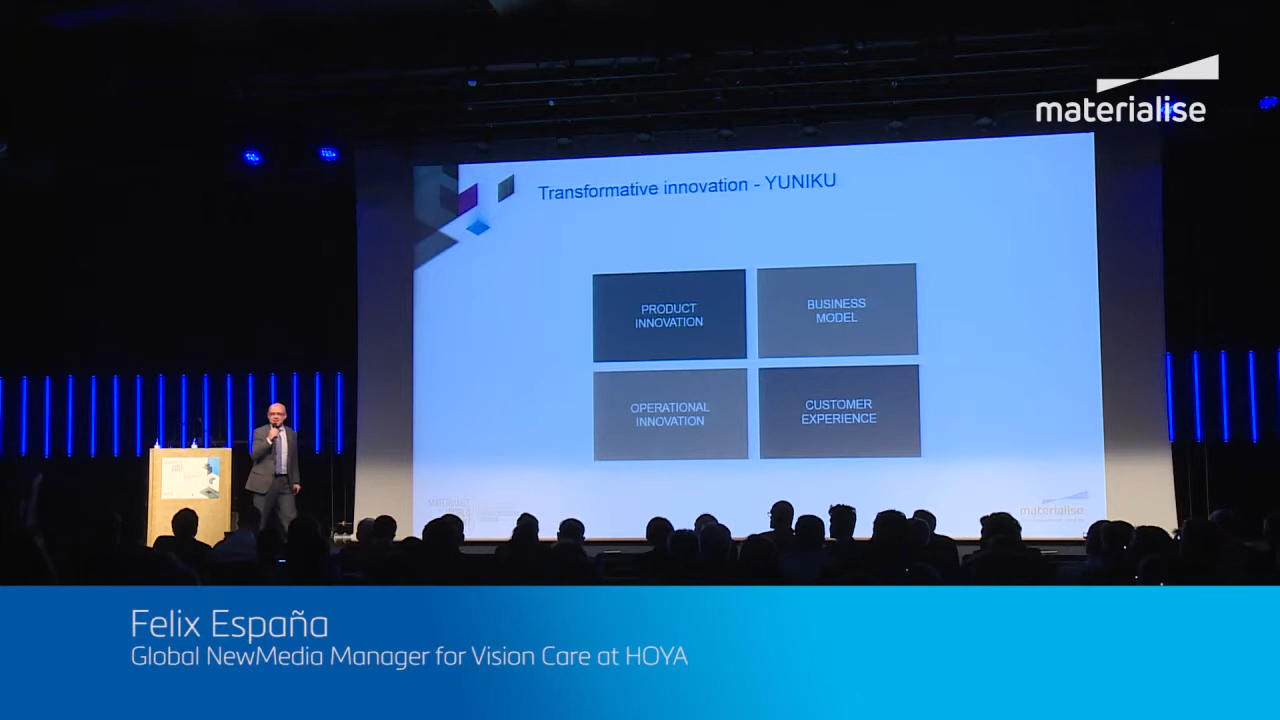 materialise
Transformative innovation - YUNIKU
PRODUCT
INNOVATION
BUSINESS
MODEL
OPERATIONAL
INNOVATION
CUSTOMER
EXPERIENCE
materialise
Felix España
Global NewMedia Manager for Vision Care at HOYA